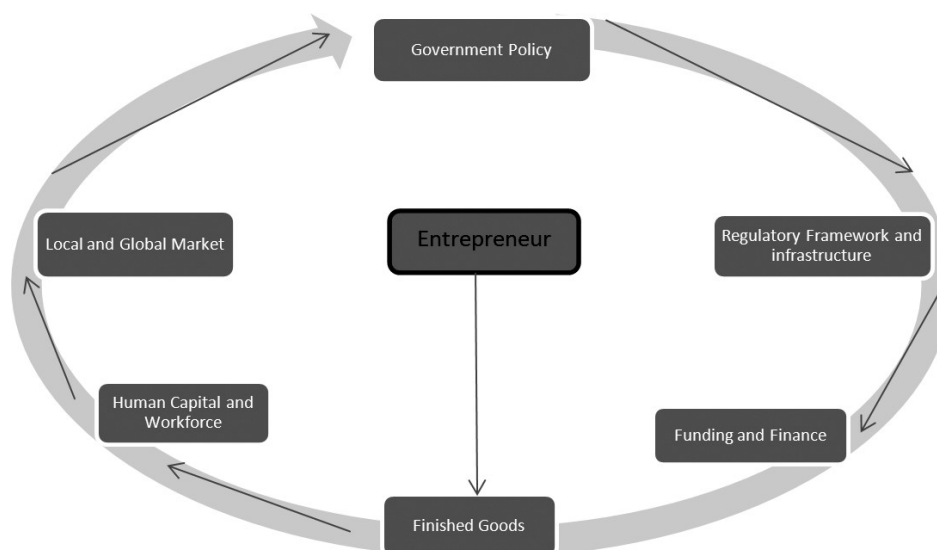 Government Policy
Local and Global Market
Entrepreneur
Regulatory Framework and
infrastructure
Human Capital and
Workforce
Funding and Finance
Finished Goods